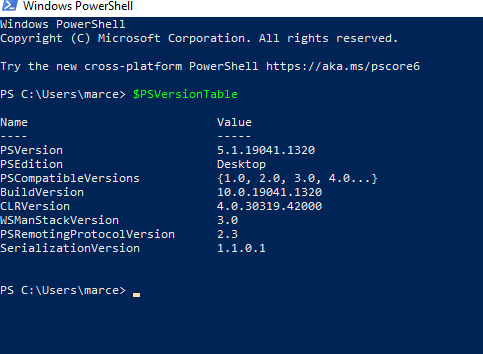 Windows PowerShell
Windows PowerShell
Copyright (C) Microsoft Corporation. All rights reserved.
Try the new cross-platform PowerShell https://aka.ms/pscore6
PS C:\Users\marce> $PSVersionTable
Name                           Value
----                           -----
PSVersion                      5.1.19041.1320
PSEdition                      Desktop
PSCompatibleVersions           {1.0, 2.0, 3.0, 4.0...}
BuildVersion                   10.0.19041.1320
CLRVersion                     4.0.30319.42000
WSManStackVersion              3.0
PSRemotingProtocolVersion      2.3
SerializationVersion           1.1.0.1
PS C:\Users\marce>